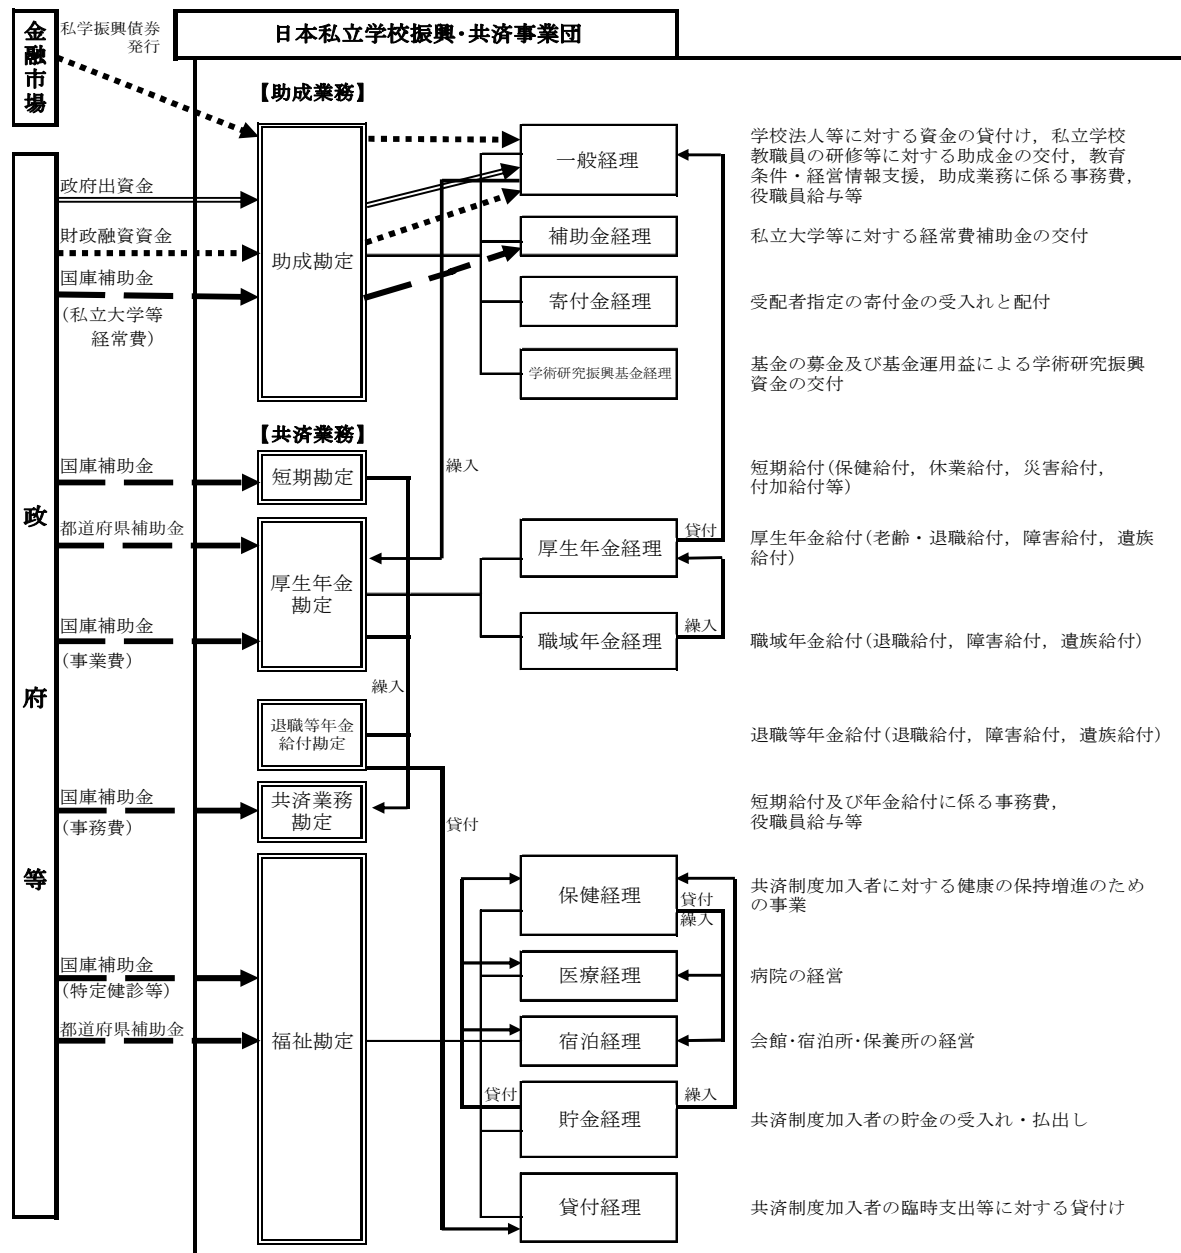 金融市場
私学振興債券
発行
日本私立学校振興・共済事業団
【助成業務】
政府等
政府出資金
財政融資資金
国庫補助金
(私立大学等
経常費)
助成勘定
一般経理
学校法人等に対する資金の貸付け，私立学校
教職員の研修等に対する助成金の交付，教育
条件・経営情報支援，助成業務に係る事務費，
役職員給与等
補助金経理
私立大学等に対する経常費補助金の交付
寄付金経理
受配者指定の寄付金の受入れと配付
学術研究振興基金経理
基金の募金及び基金運用益による学術研究振興
資金の交付
【共済業務】
国庫補助金
短期勘定
繰入
短期給付(保健給付，休業給付，災害給付，
付加給付等)
都道府県補助金
厚生年金
勘定
厚生年金経理
貸付
厚生年金給付(老齢・退職給付，障害給付，遺族
給付)
国庫補助金
(事業費)
職域年金経理
繰入
職域年金給付(退職給付，障害給付，遺族給付)
繰入
退職等年金
給付勘定
退職等年金給付(退職給付，障害給付，遺族給付)
国庫補助金
(事務費)
共済業務
勘定
貸付
短期給付及び年金給付に係る事務費，
役職員給与等
保健経理
貸付
繰入
共済制度加入者に対する健康の保持増進のため
の事業
国庫補助金
(特定健診等)
医療経理
病院の経営
都道府県補助金
福祉勘定
宿泊経理
会館・宿泊所・保養所の経営
貸付
貯金経理
繰入
共済制度加入者の貯金の受入れ・払出し
貸付経理
共済制度加入者の臨時支出等に対する貸付け